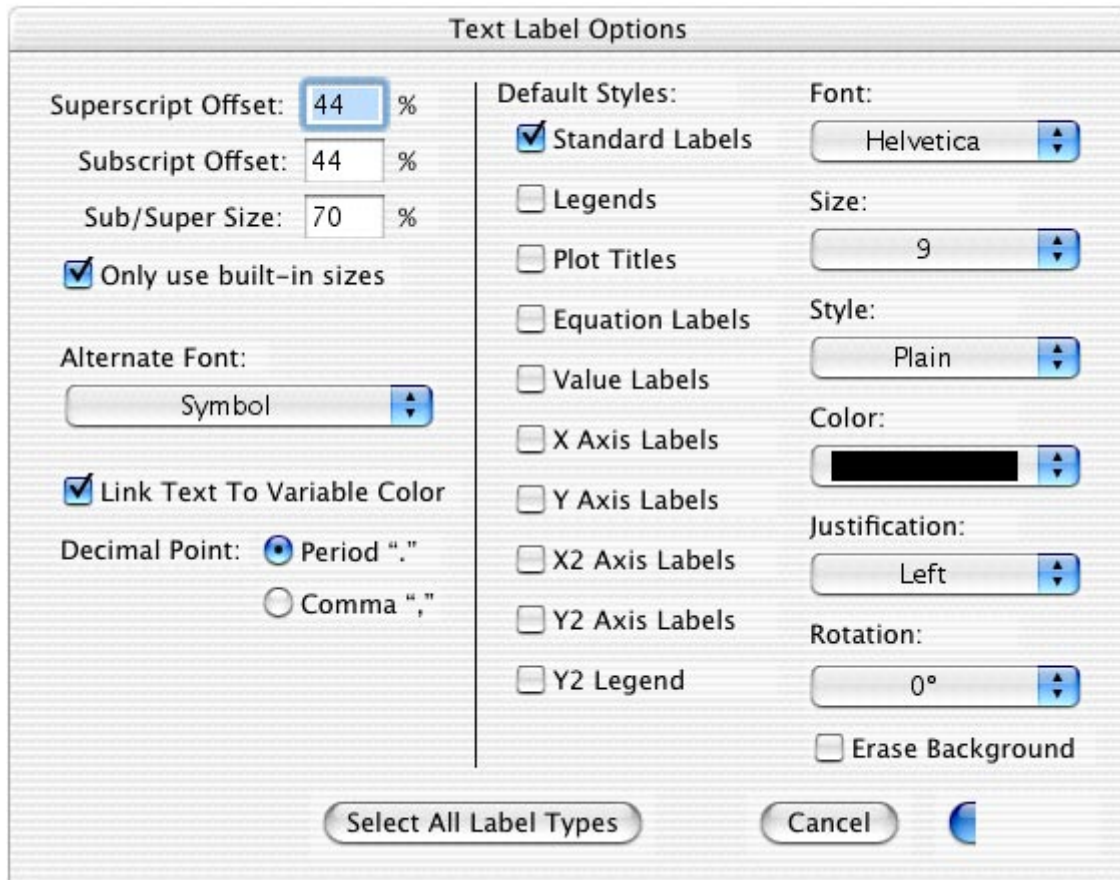 Text Label Options
Superscript Offset: 44 %
Subscript Offset: 44 %
Sub/Super Size: 70 %
Only use built-in sizes
Alternate Font:
Symbol
Link Text To Variable Color
Decimal Point: Period “.”
Comma “,”
Default Styles:
Standard Labels
Legends
Plot Titles
Equation Labels
Value Labels
X Axis Labels
Y Axis Labels
X2 Axis Labels
Y2 Axis Labels
Y2 Legend
Font:
Helvetica
Size:
9
Style:
Plain
Color:
Justification:
Left
Rotation:
0°
Erase Background
Select All Label Types
Cancel